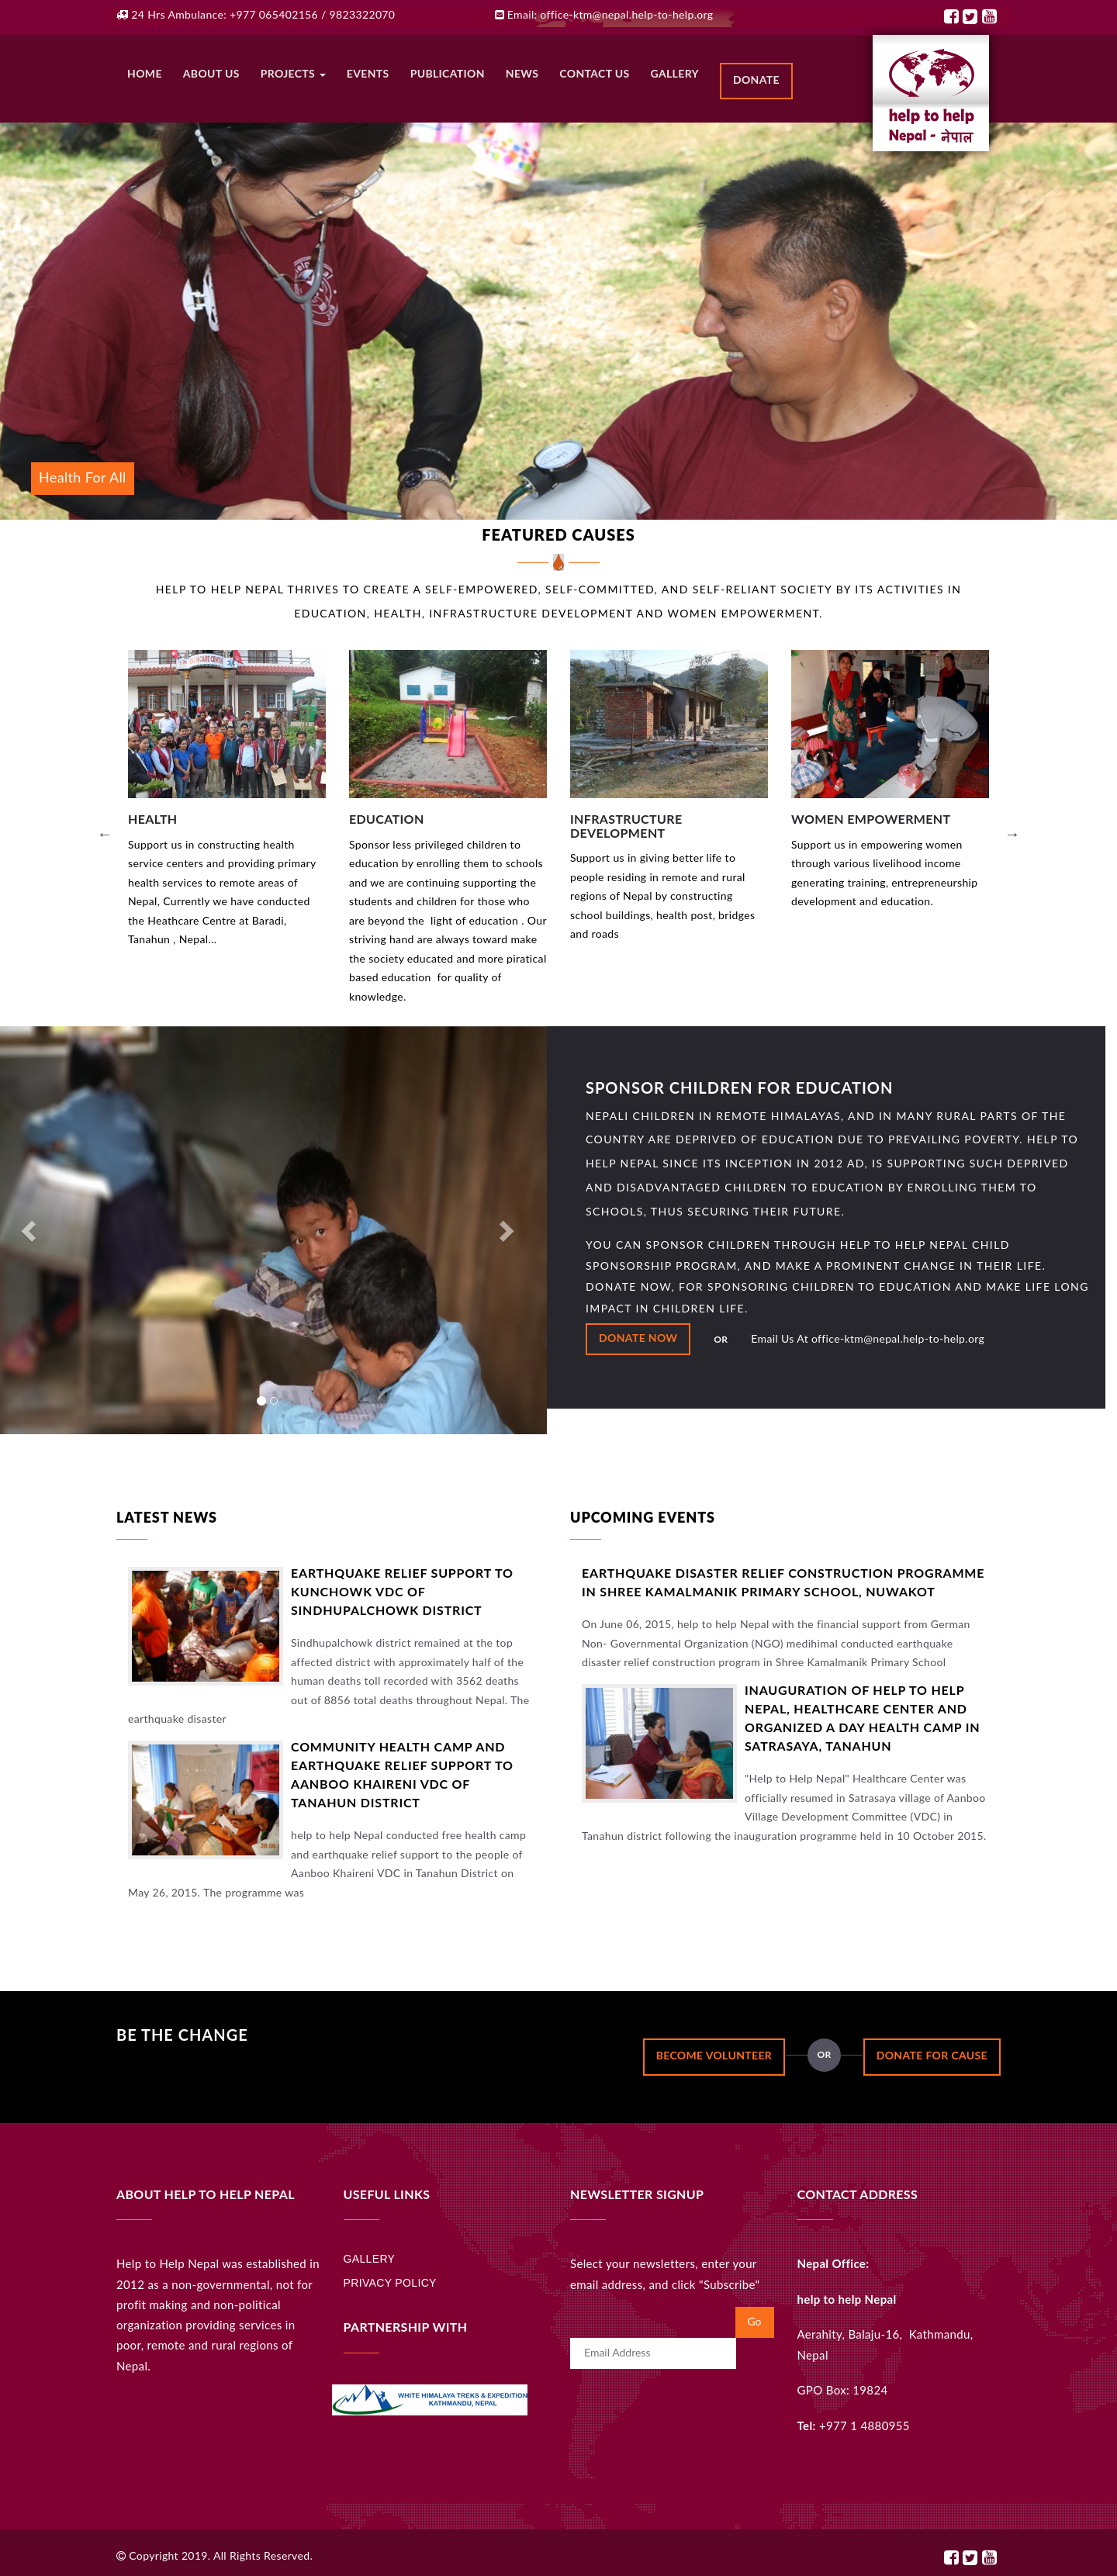 24 Hrs Ambulance: +977 065402156 / 9823322070
Email: office-ktm@nepal.help-to-help.org
HOME ABOUT US PROJECTS EVENTS PUBLICATION NEWS CONTACT US GALLERY DONATE
help to help
Nepal - नेपाल
Health For All
FEATURED CAUSES
HELP TO HELP NEPAL THRIVES TO CREATE A SELF-EMPOWERED, SELF-COMMITTED, AND SELF-RELIANT SOCIETY BY ITS ACTIVITIES IN
EDUCATION, HEALTH, INFRASTRUCTURE DEVELOPMENT AND WOMEN EMPOWERMENT.
←
HEALTH
Support us in constructing health
service centers and providing primary
health services to remote areas of
Nepal, Currently we have conducted
the Heathcare Centre at Baradi,
Tanahun , Nepal...
EDUCATION
Sponsor less privileged children to
education by enrolling them to schools
and we are continuing supporting the
students and children for those who
are beyond the  light of education . Our
striving hand are always toward make
the society educated and more piratical
based education  for quality of
knowledge.
INFRASTRUCTURE
DEVELOPMENT
Support us in giving better life to
people residing in remote and rural
regions of Nepal by constructing
school buildings, health post, bridges
and roads
WOMEN EMPOWERMENT
Support us in empowering women
through various livelihood income
generating training, entrepreneurship
development and education.
→
SPONSOR CHILDREN FOR EDUCATION
NEPALI CHILDREN IN REMOTE HIMALAYAS, AND IN MANY RURAL PARTS OF THE
COUNTRY ARE DEPRIVED OF EDUCATION DUE TO PREVAILING POVERTY. HELP TO
HELP NEPAL SINCE ITS INCEPTION IN 2012 AD, IS SUPPORTING SUCH DEPRIVED
AND DISADVANTAGED CHILDREN TO EDUCATION BY ENROLLING THEM TO
SCHOOLS, THUS SECURING THEIR FUTURE.
YOU CAN SPONSOR CHILDREN THROUGH HELP TO HELP NEPAL CHILD
SPONSORSHIP PROGRAM, AND MAKE A PROMINENT CHANGE IN THEIR LIFE.
DONATE NOW, FOR SPONSORING CHILDREN TO EDUCATION AND MAKE LIFE LONG
IMPACT IN CHILDREN LIFE.
DONATE NOW OR Email Us At office-ktm@nepal.help-to-help.org
LATEST NEWS
EARTHQUAKE RELIEF SUPPORT TO
KUNCHOWK VDC OF
SINDHUPALCHOWK DISTRICT
Sindhupalchowk district remained at the top
affected district with approximately half of the
human deaths toll recorded with 3562 deaths
out of 8856 total deaths throughout Nepal. The
earthquake disaster
COMMUNITY HEALTH CAMP AND
EARTHQUAKE RELIEF SUPPORT TO
AANBOO KHAIRENI VDC OF
TANAHUN DISTRICT
help to help Nepal conducted free health camp
and earthquake relief support to the people of
Aanboo Khaireni VDC in Tanahun District on
May 26, 2015. The programme was
UPCOMING EVENTS
EARTHQUAKE DISASTER RELIEF CONSTRUCTION PROGRAMME
IN SHREE KAMALMANIK PRIMARY SCHOOL, NUWAKOT
On June 06, 2015, help to help Nepal with the financial support from German
Non- Governmental Organization (NGO) medihimal conducted earthquake
disaster relief construction program in Shree Kamalmanik Primary School
INAUGURATION OF HELP TO HELP
NEPAL, HEALTHCARE CENTER AND
ORGANIZED A DAY HEALTH CAMP IN
SATRASAYA, TANAHUN
"Help to Help Nepal" Healthcare Center was
officially resumed in Satrasaya village of Aanboo
Village Development Committee (VDC) in
Tanahun district following the inauguration programme held in 10 October 2015.
BE THE CHANGE
BECOME VOLUNTEER OR DONATE FOR CAUSE
ABOUT HELP TO HELP NEPAL
Help to Help Nepal was established in
2012 as a non-governmental, not for
profit making and non-political
organization providing services in
poor, remote and rural regions of
Nepal.
USEFUL LINKS
GALLERY
PRIVACY POLICY
PARTNERSHIP WITH
WHITE HIMALAYA TREKS & EXPEDITION
KATHMANDU, NEPAL
NEWSLETTER SIGNUP
Select your newsletters, enter your
email address, and click "Subscribe"
Go
Email Address
CONTACT ADDRESS
Nepal Office:
help to help Nepal
Aerahity, Balaju-16,  Kathmandu,
Nepal
GPO Box: 19824
Tel: +977 1 4880955
© Copyright 2019. All Rights Reserved.